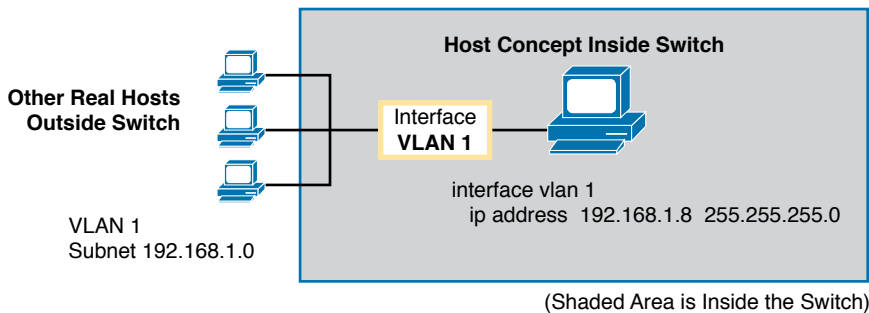 Host Concept Inside Switch
Other Real Hosts
Outside Switch
Interface
VLAN 1
interface vlan 1
ip address 192.168.1.8 255.255.255.0
VLAN 1
Subnet 192.168.1.0
(Shaded Area is Inside the Switch)